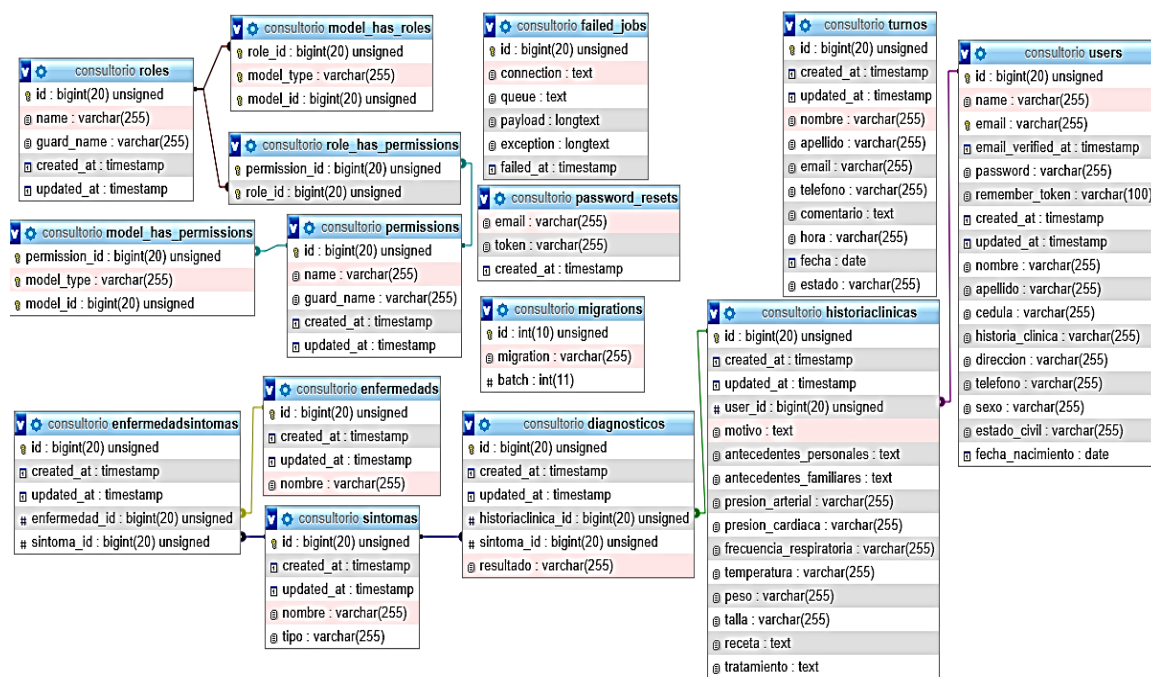 consultorio roles
id : bigint(20) unsigned
name : varchar(255)
guard_name : varchar(255)
created_at : timestamp
updated_at : timestamp
consultorio model_has_roles
role_id : bigint(20) unsigned
model_type : varchar(255)
model_id : bigint(20) unsigned
consultorio role_has_permissions
permission_id : bigint(20) unsigned
role_id : bigint(20) unsigned
consultorio model_has_permissions
permission_id : bigint(20) unsigned
model_type : varchar(255)
model_id : bigint(20) unsigned
consultorio permissions
id : bigint(20) unsigned
name : varchar(255)
guard_name : varchar(255)
created_at : timestamp
updated_at : timestamp
consultorio failed_jobs
id : bigint(20) unsigned
connection : text
queue : text
payload : longtext
exception : longtext
failed_at : timestamp
consultorio password_resets
email : varchar(255)
token : varchar(255)
created_at : timestamp
consultorio migrations
id : int(10) unsigned
migration : varchar(255)
# batch : int(11)
consultorio turnos
id : bigint(20) unsigned
created_at : timestamp
updated_at : timestamp
nombre : varchar(255)
apellido : varchar(255)
email : varchar(255)
telefono : varchar(255)
comentario : text
hora : varchar(255)
fecha : date
estado : varchar(255)
consultorio users
id : bigint(20) unsigned
name : varchar(255)
email : varchar(255)
email_verified_at : timestamp
password : varchar(255)
remember_token : varchar(100)
created_at : timestamp
updated_at : timestamp
nombre : varchar(255)
apellido : varchar(255)
cedula : varchar(255)
historia_clinica : varchar(255)
direccion : varchar(255)
telefono : varchar(255)
sexo : varchar(255)
estado_civil : varchar(255)
fecha_nacimiento : date
consultorio enfermedadsintomas
id : bigint(20) unsigned
created_at : timestamp
updated_at : timestamp
# enfermedad_id : bigint(20) unsigned
# sintoma_id : bigint(20) unsigned
consultorio enfermedads
id : bigint(20) unsigned
created_at : timestamp
updated_at : timestamp
nombre : varchar(255)
consultorio sintomas
id : bigint(20) unsigned
created_at : timestamp
updated_at : timestamp
nombre : varchar(255)
tipo : varchar(255)
consultorio diagnosticos
id : bigint(20) unsigned
created_at : timestamp
updated_at : timestamp
# historiaclinica_id : bigint(20) unsigned
# sintoma_id : bigint(20) unsigned
resultado : varchar(255)
consultorio historiaclinicas
id : bigint(20) unsigned
created_at : timestamp
updated_at : timestamp
# user_id : bigint(20) unsigned
motivo : text
antecedentes_personales : text
antecedentes_familiares : text
presion_arterial : varchar(255)
presion_cardiaca : varchar(255)
frecuencia_respiratoria : varchar(255)
temperatura : varchar(255)
peso : varchar(255)
talla : varchar(255)
receta : text
tratamiento : text